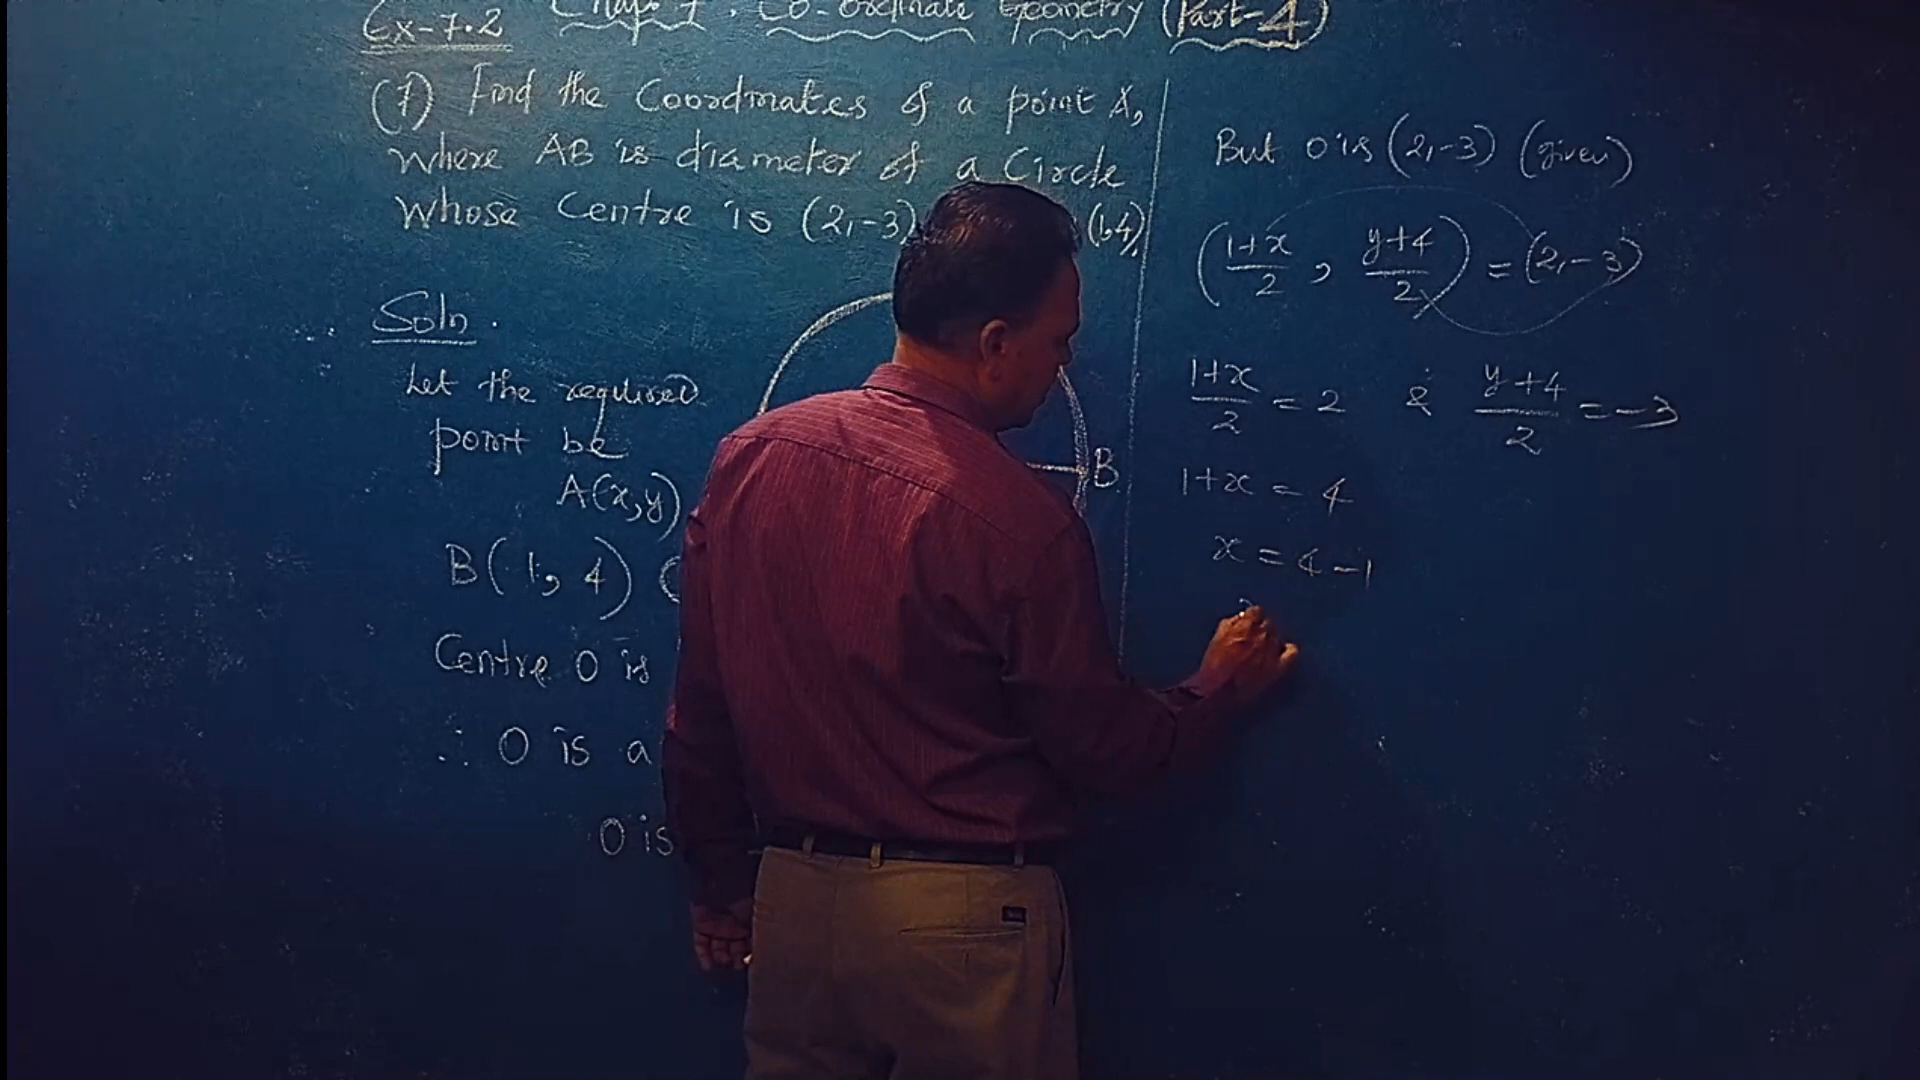 Ex-7.2 Chap 7. Co-ordinate Geometry (Part-4)
(7) Find the Coordinates of a point A,
where AB is diameter of a Circle
whose Centre is (2,-3) (1,4)
Soln.
Let the required
point be
A(x,y)
B(1, 4) (
Centre O is
∴ O is a
O is
B
But O is (2,-3) (given)
(1+x/2, y+4/2) = (2,-3)
1+x/2 = 2 & y+4/2 = -3
1+x = 4
x = 4-1